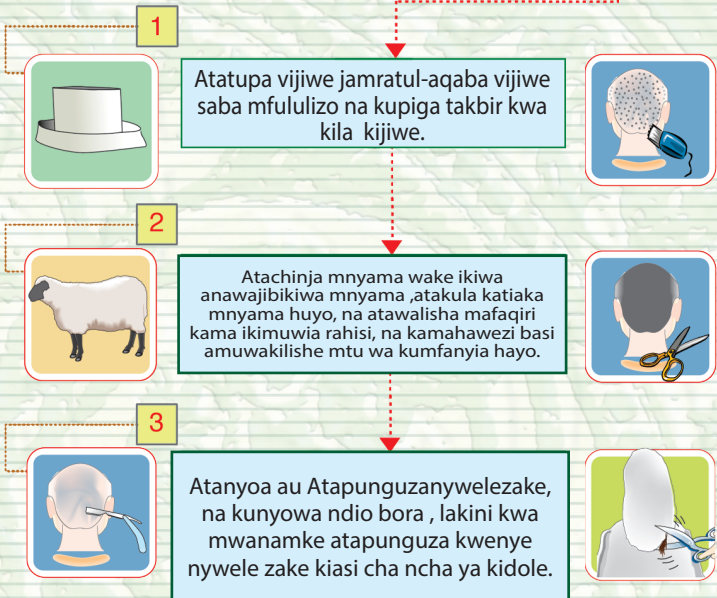 1
Atatupa vijiwe jamratul-aqaba vijiwe
saba mfululizo na kupiga takbir kwa
kila kijiwe.
2
Atachinja mnyama wake ikiwa
anawajibikiwa mnyama ,atakula katiaka
mnyama huyo, na atawalisha mafaqiri
kama ikimuwia rahisi, na kamahawezi basi
amuwakilishe mtu wa kumfanyia hayo.
3
Atanyoa au Atapunguzanywelezake,
na kunyowa ndio bora , lakini kwa
mwanamke atapunguza kwenye
nywele zake kiasi cha ncha ya kidole.